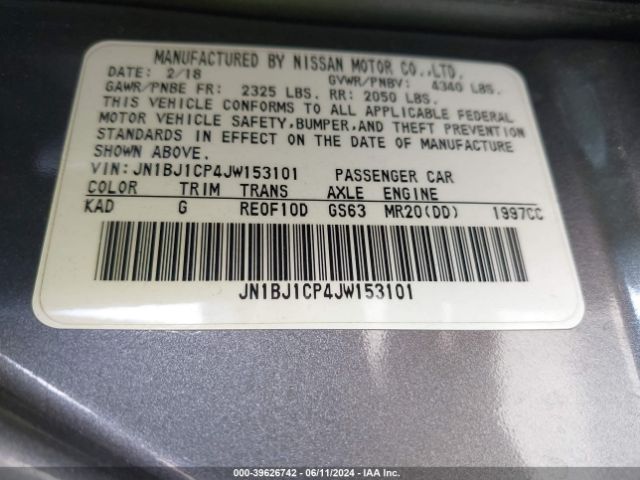 MANUFACTURED BY NISSAN MOTOR CO.,LTD.
DATE: 2/18 GVWR/PNBV: 4340 LBS.
GAWR/PNBE FR: 2325 LBS. RR: 2050 LBS.
THIS VEHICLE CONFORMS TO ALL APPLICABLE FEDERAL
MOTOR VEHICLE SAFETY,BUMPER,AND THEFT PREVENTION
STANDARDS IN EFFECT ON THE DATE OF MANUFACTURE
SHOWN ABOVE.
VIN:JN1BJ1CP4JW153101 PASSENGER CAR
COLOR TRIM TRANS AXLE ENGINE
KAD G RE0F10D GS63 MR20(DD) 1997CC
JN1BJ1CP4JW153101
000-39626742 - 06/11/2024 - IAA Inc.